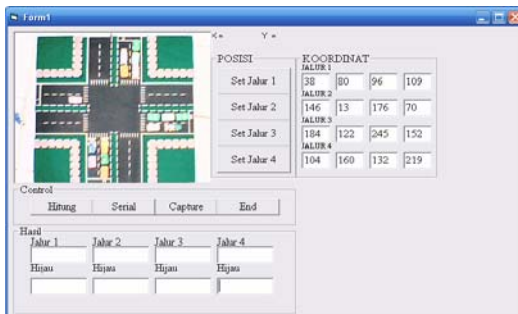 Form1
X = Y =
POSISI
Set Jalur 1
Set Jalur 2
Set Jalur 3
Set Jalur 4
KOORDINAT
JALUR 1
38 80 96 109
JALUR 2
146 13 176 70
JALUR 3
184 122 245 152
JALUR 4
104 160 132 219
Control
Hitung Serial Capture End
Hasil
Jalur 1 Jalur 2 Jalur 3 Jalur 4
Hijau Hijau Hijau Hijau